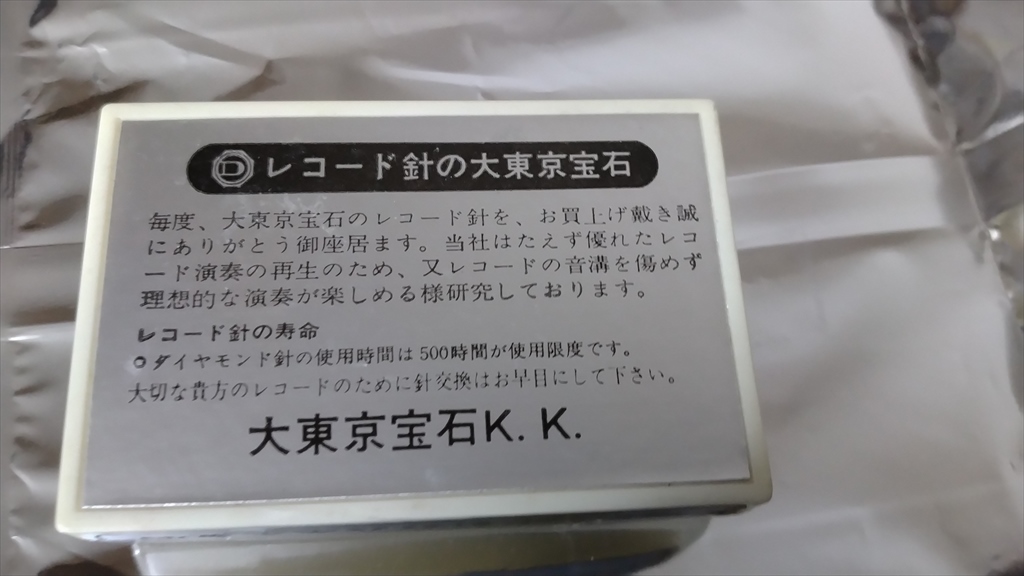 D レコード針の大東京宝石
毎度、大東京宝石のレコード針を、お買上げ戴き誠
にありがとう御座居ます。当社はたえず優れたレコ
ード演奏の再生のため、又レコードの音溝を傷めず
理想的な演奏が楽しめる様研究しております。
レコード針の寿命
○ダイヤモンド針の使用時間は500時間が使用限度です。
大切な貴方のレコードのために針交換はお早目にして下さい。
大東京宝石K.K.